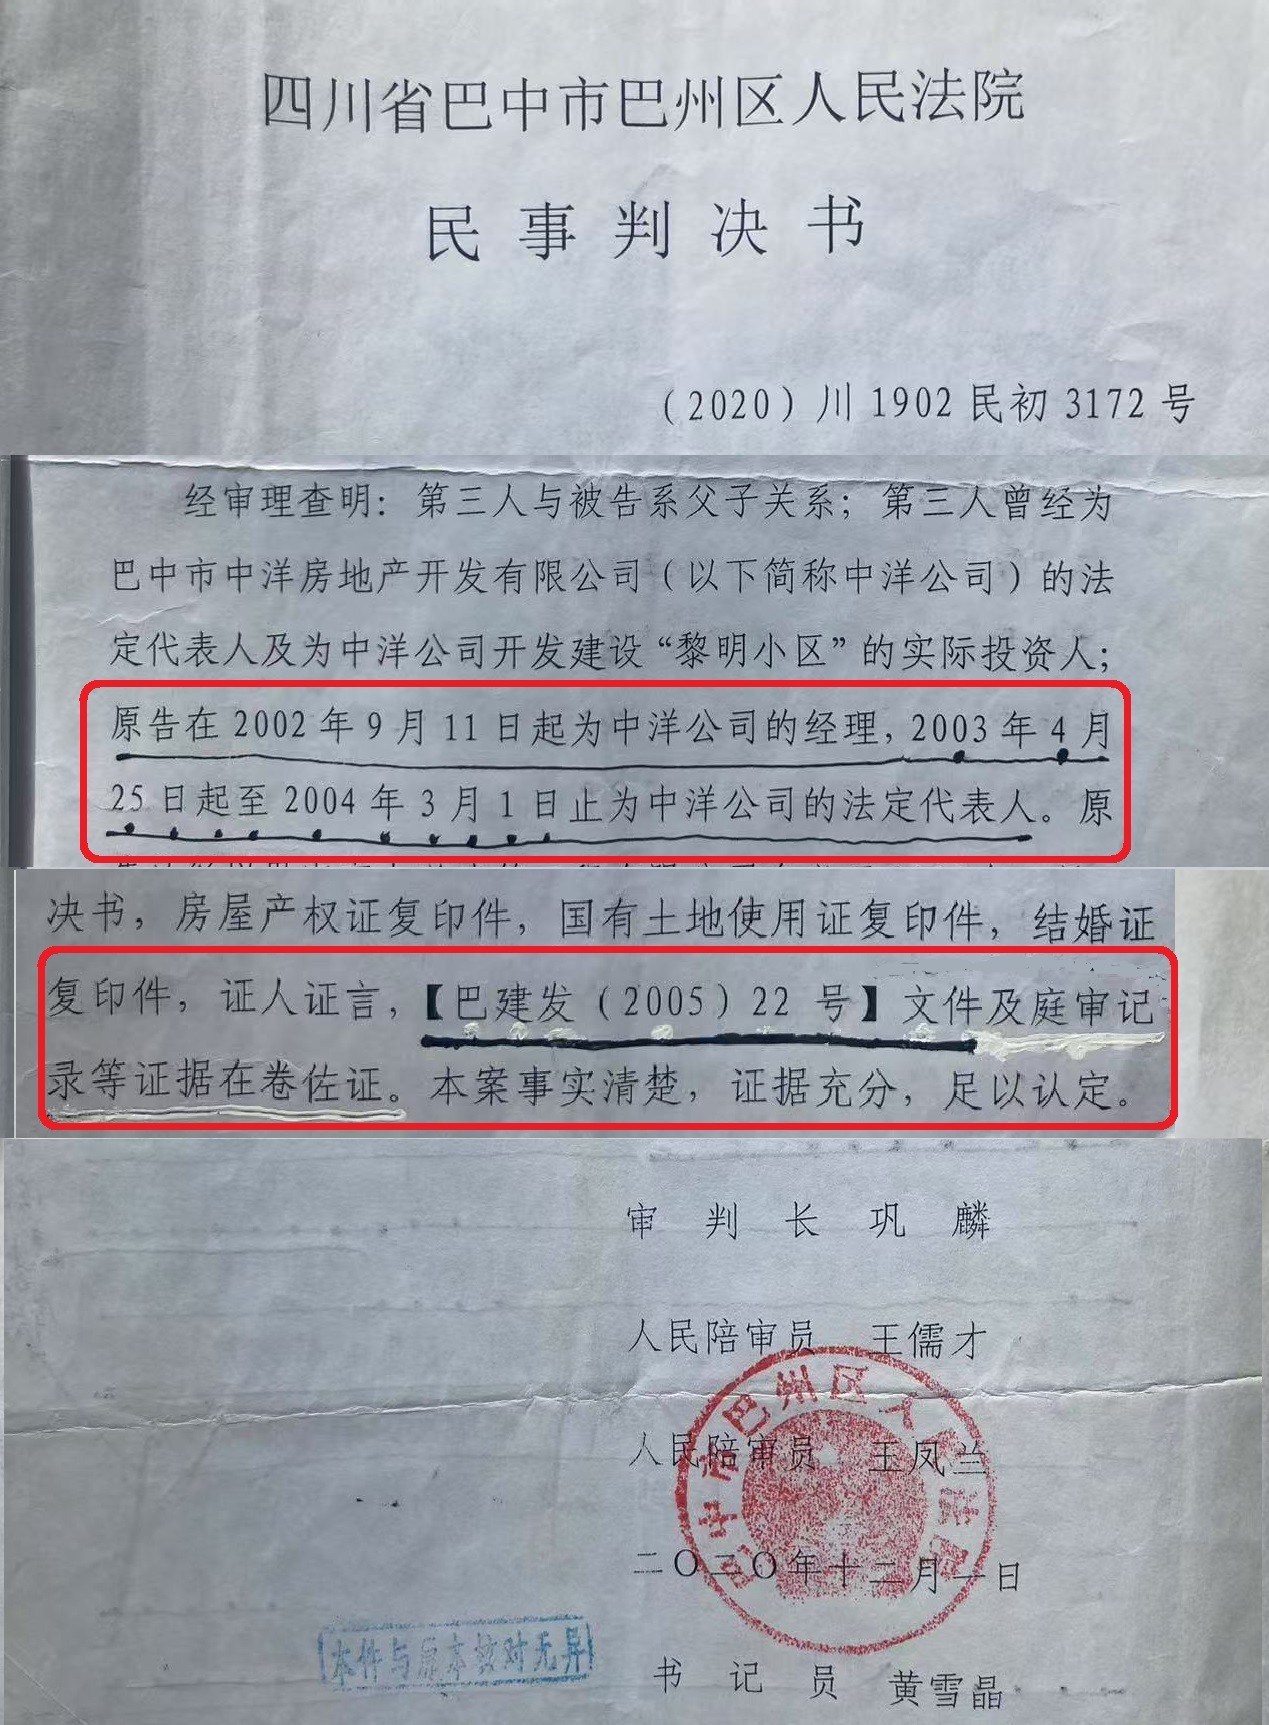 四川省巴中市巴州区人民法院
民事判决书
（2020）川1902民初3172号
经审理查明：第三人与被告系父子关系；第三人曾经为
巴中市中洋房地产开发有限公司（以下简称中洋公司）的法
定代表人及为中洋公司开发建设“黎明小区”的实际投资人；
原告在2002年9月11日起为中洋公司的经理，2003年4月
25日起至2004年3月1日止为中洋公司的法定代表人。原
决书，房屋产权证复印件，国有土地使用证复印件，结婚证
复印件，证人证言，【巴建发（2005）22号】文件及庭审记
录等证据在卷佐证。本案事实清楚，证据充分，足以认定。
审判长 巩麟
人民陪审员 王儒才
人民陪审员 王凤兰
二〇二〇年十二月一日
本件与原本核对无异
书记员 黄雪晶